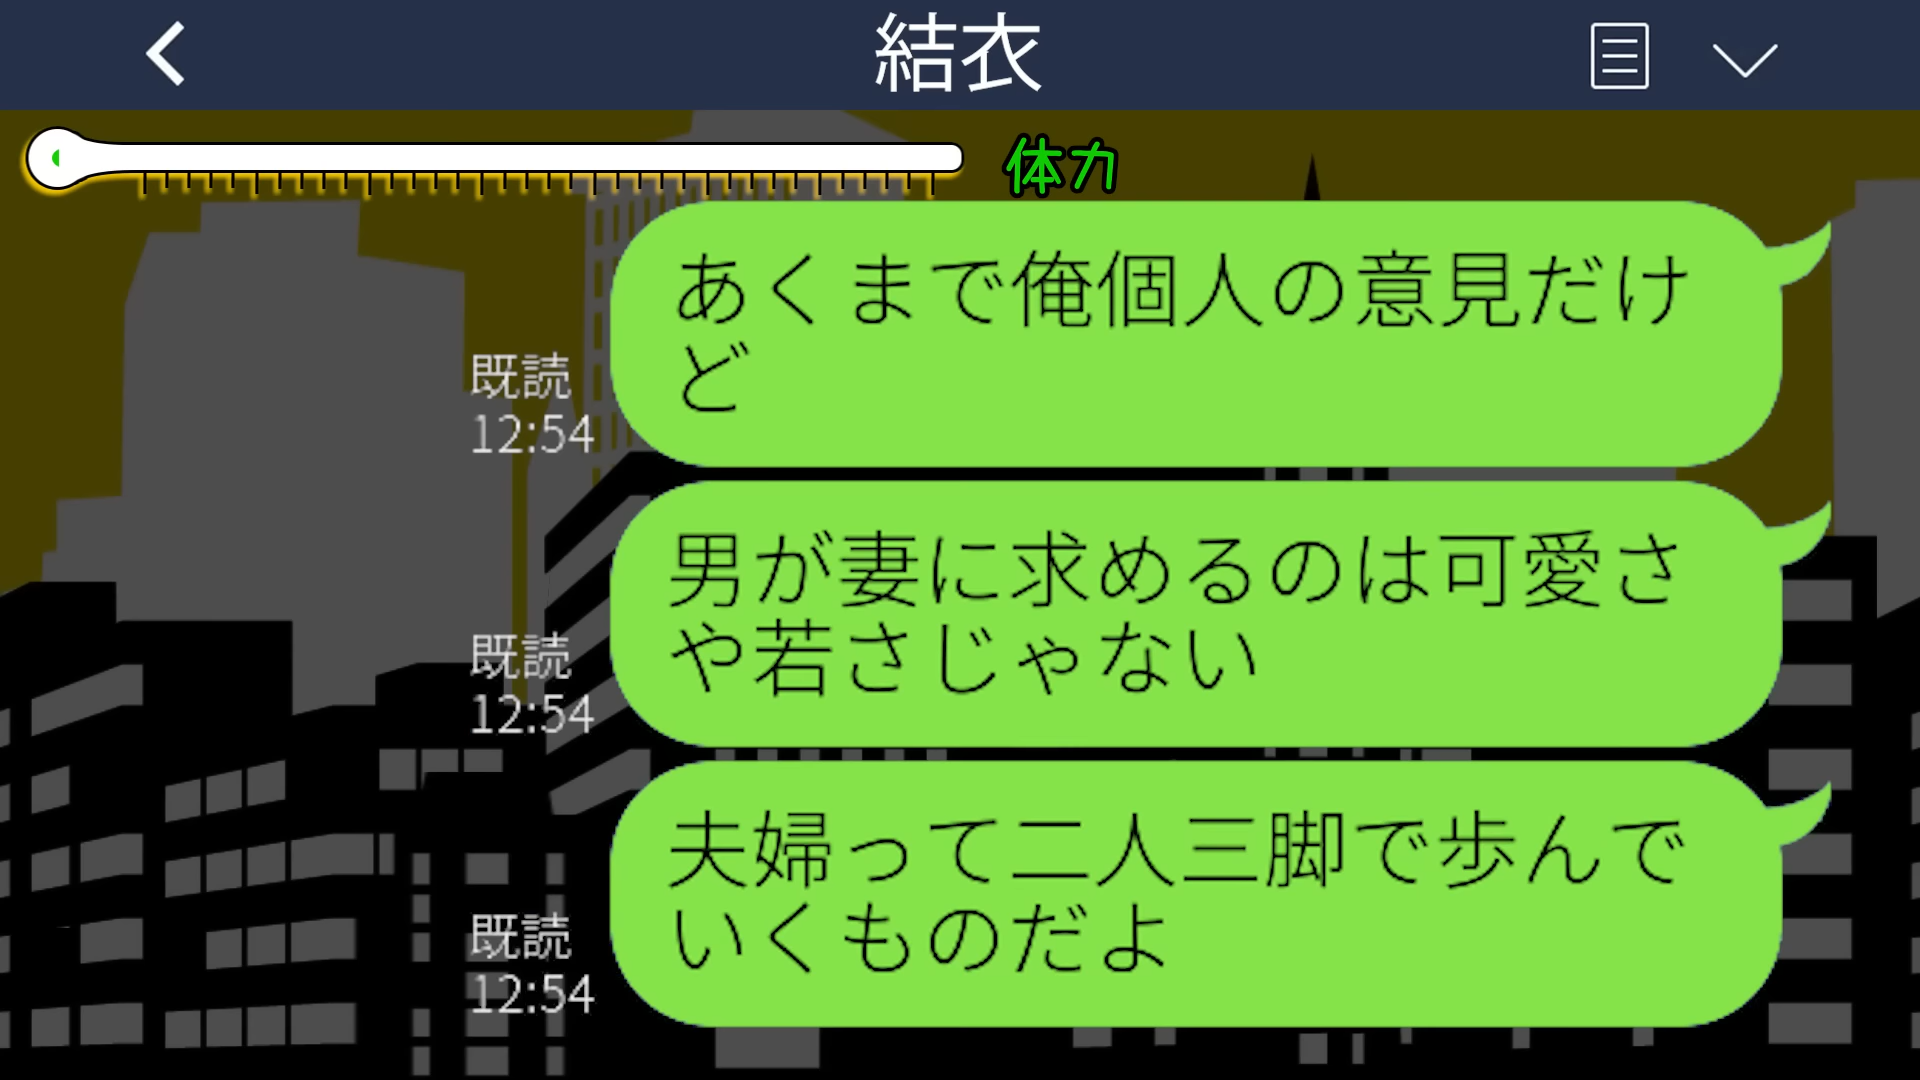 結衣
体力
あくまで俺個人の意見だけ
ど
既読
12:54
男が妻に求めるのは可愛さ
や若さじゃない
既読
12:54
夫婦って二人三脚で歩んで
いくものだよ
既読
12:54